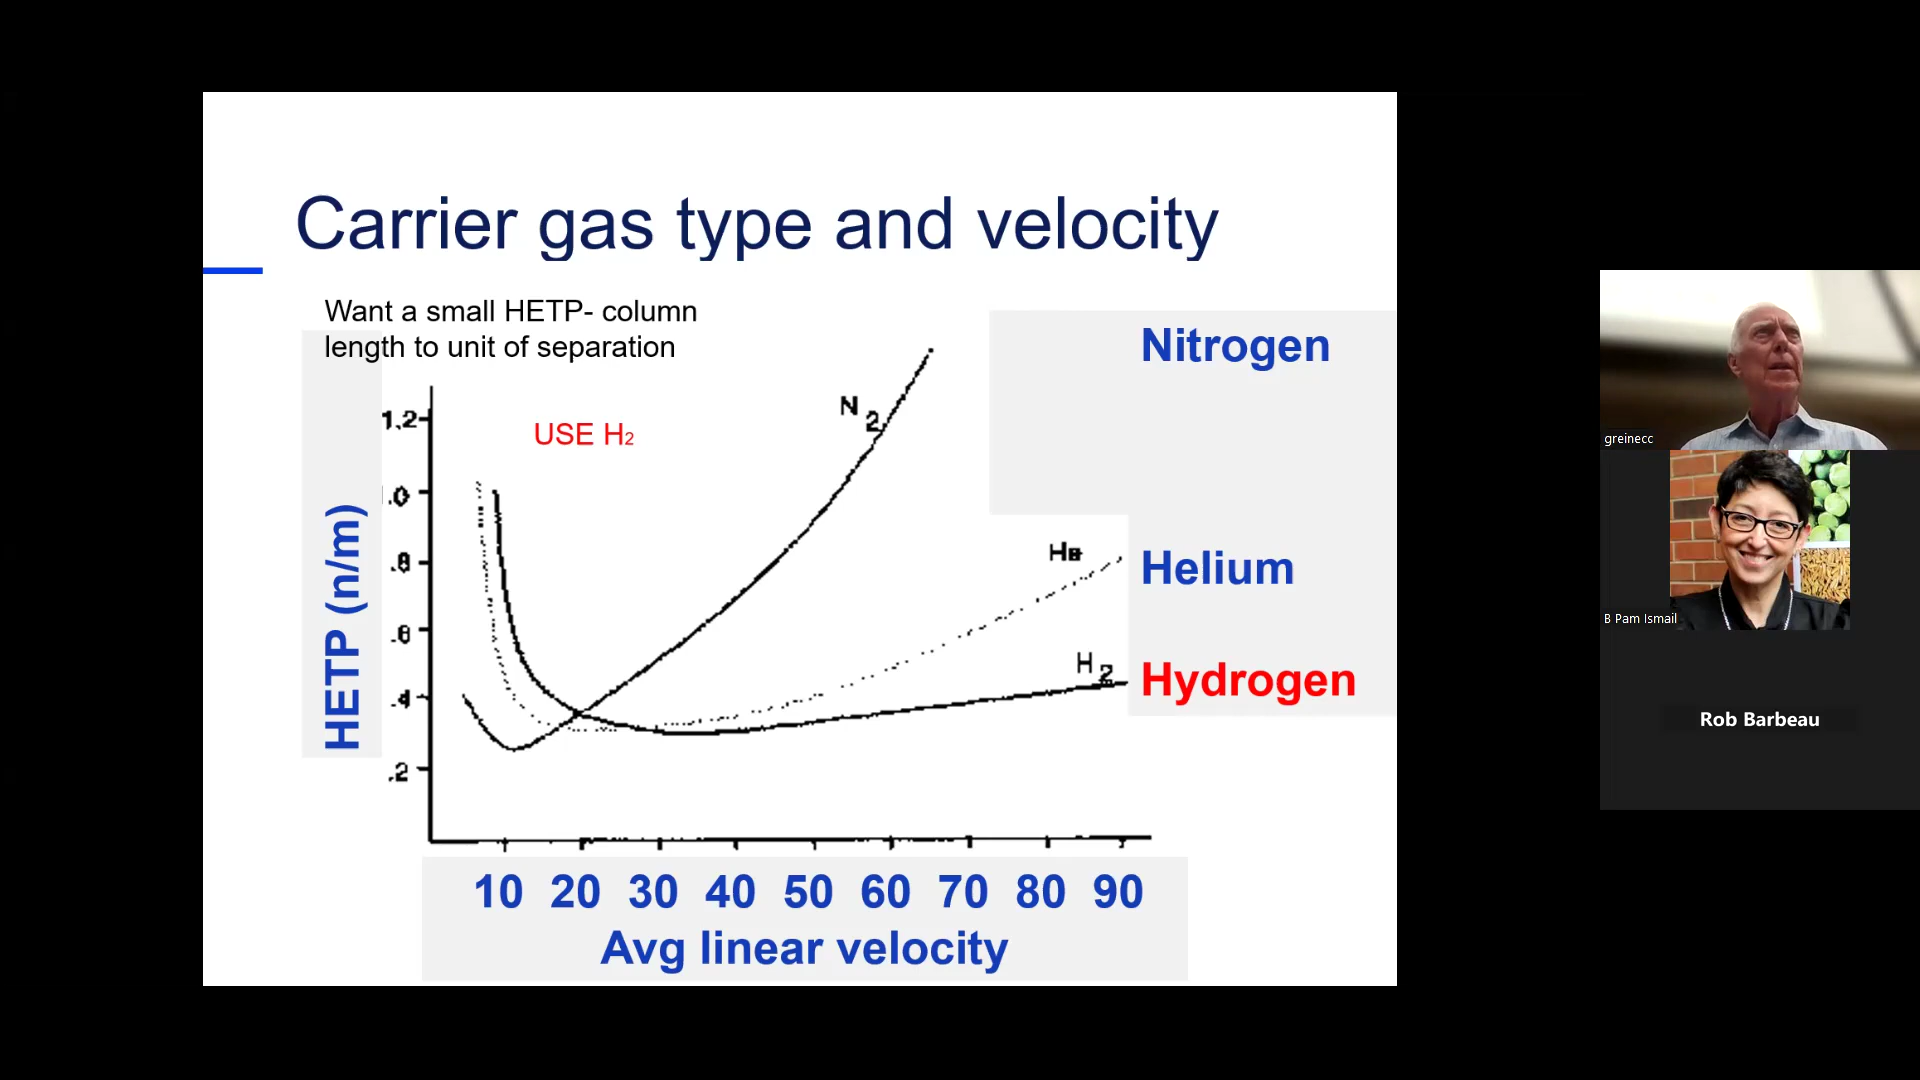 Carrier gas type and velocity
Want a small HETP- column
length to unit of separation
USE H₂
Nitrogen
Helium
Hydrogen
N₂
He
H₂
HETP (n/m)
1.2
.0
.8
.6
.4
.2
10 20 30 40 50 60 70 80 90
Avg linear velocity
greinecc
B Pam Ismail
Rob Barbeau